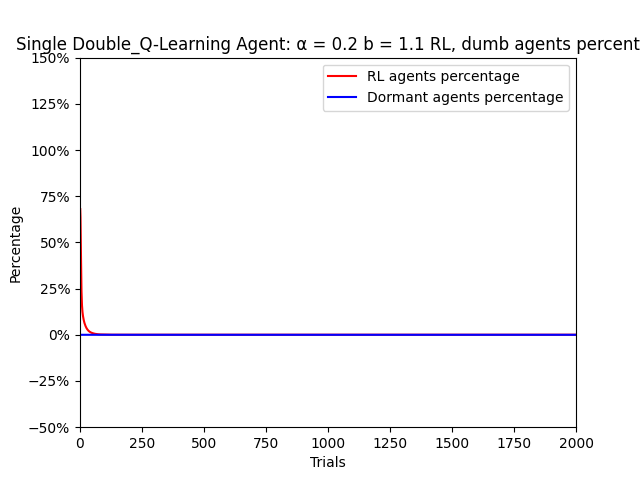 Single Double_Q-Learning Agent: α = 0.2 b = 1.1 RL, dumb agents percent
150%
125%
100%
75%
50%
25%
0%
−25%
−50%
Percentage
RL agents percentage
Dormant agents percentage
0 250 500 750 1000 1250 1500 1750 2000
Trials